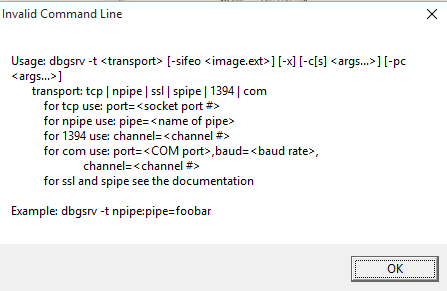 Invalid Command Line
Usage: dbgsrv -t <transport> [-sifeo <image.ext>] [-x] [-c[s] <args...>] [-pc
<args...>]
transport: tcp | npipe | ssl | spipe | 1394 | com
for tcp use: port=<socket port #>
for npipe use: pipe=<name of pipe>
for 1394 use: channel=<channel #>
for com use: port=<COM port>,baud=<baud rate>,
channel=<channel #>
for ssl and spipe see the documentation
Example: dbgsrv -t npipe:pipe=foobar
OK